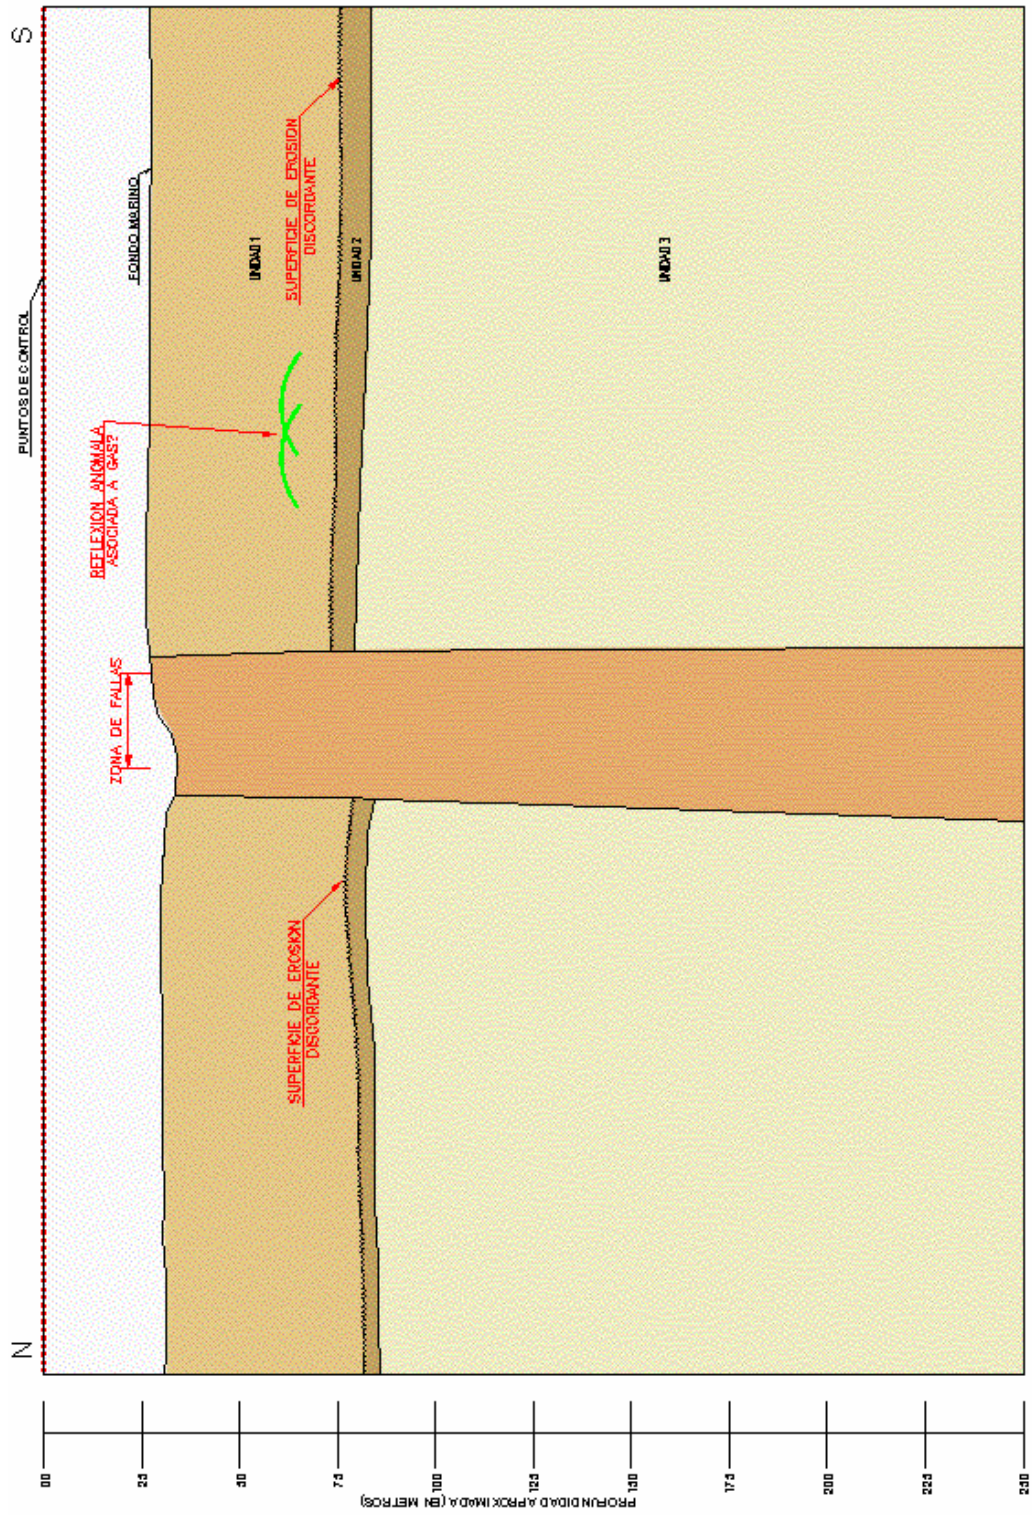 N
S
PUNTOS DE CONTROL
FONDO MARINO
REFLEXION ANOMALA
ASOCIADA A GAS?
ZONA DE FALLAS
UNIDAD 1
SUPERFICIE DE EROSION
DISCORDANTE
SUPERFICIE DE EROSION
DISCORDANTE
UNIDAD 2
UNIDAD 3
PROFUNDIDAD APROXIMADA (EN METROS)
00
25
50
75
100
125
150
175
200
225
250